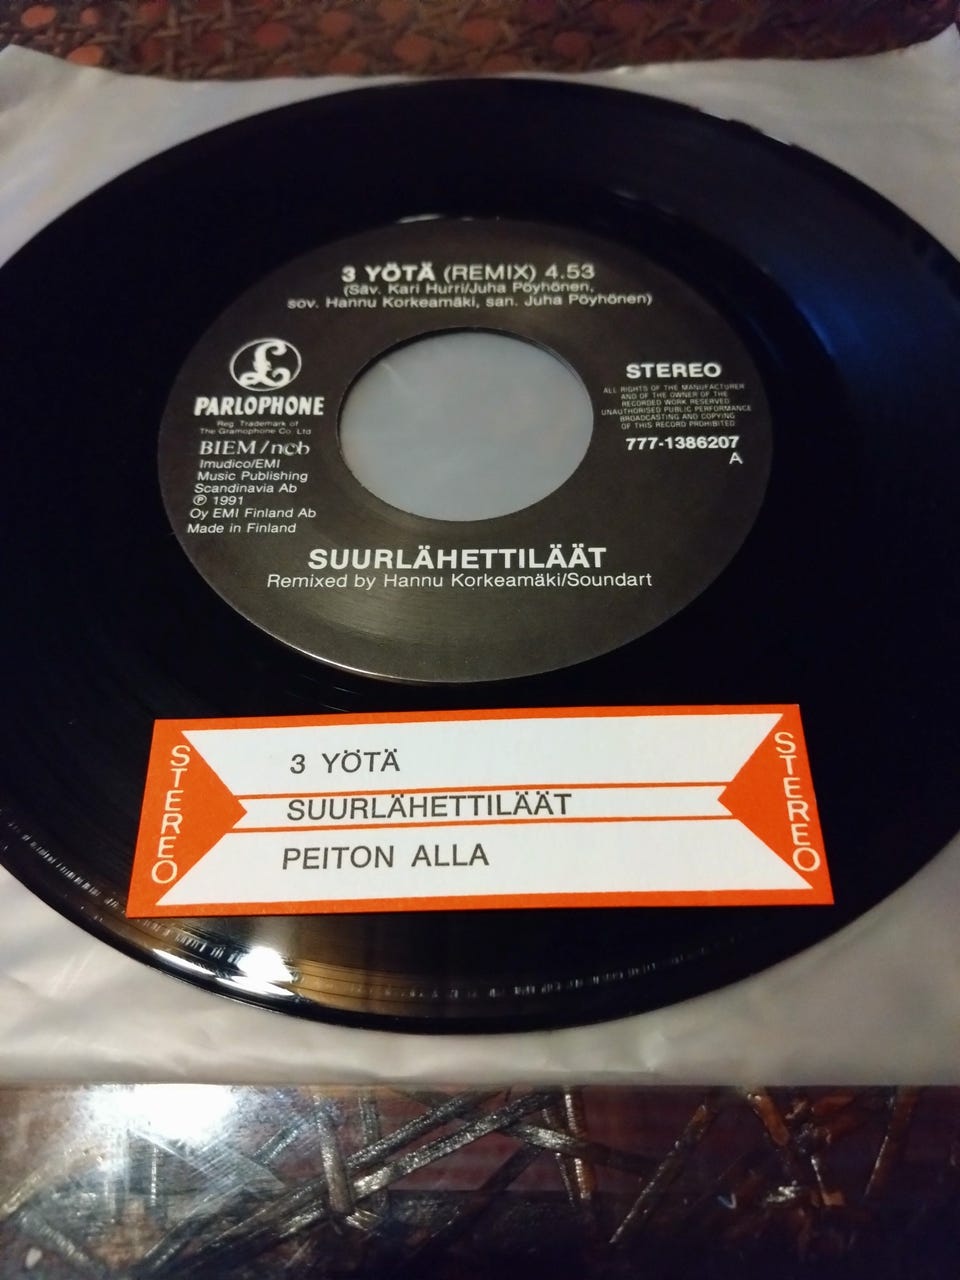 3 YÖTÄ (REMIX) 4.53
(Säv. Kari Hurri/Juha Pöyhönen,
sov. Hannu Korkeamäki, san. Juha Pöyhönen)
£
PARLOPHONE
Reg. Trademark of
The Gramophone Co. Ltd
BIEM/ncb
Imudico/EMI
Music Publishing
Scandinavia Ab
℗ 1991
Oy EMI Finland Ab
Made in Finland
STEREO
ALL RIGHTS OF THE MANUFACTURER
AND OF THE OWNER OF THE
RECORDED WORK RESERVED
UNAUTHORISED PUBLIC PERFORMANCE
BROADCASTING AND COPYING
OF THIS RECORD PROHIBITED
777-1386207
A
SUURLÄHETTILÄÄT
Remixed by Hannu Korkeamäki/Soundart
STEREO
3 YÖTÄ
SUURLÄHETTILÄÄT
PEITON ALLA
STEREO